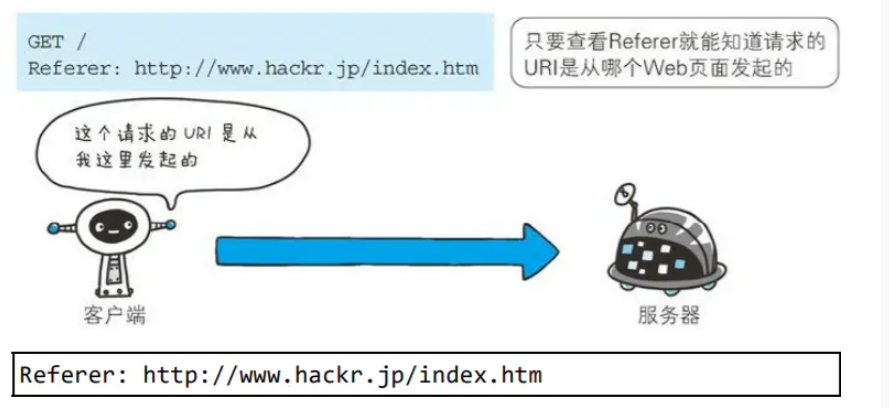 GET /
Referer: http://www.hackr.jp/index.htm
只要查看Referer就能知道请求的
URI是从哪个Web页面发起的
这个请求的 URI 是从
我这里发起的
客户端
服务器
Referer: http://www.hackr.jp/index.htm